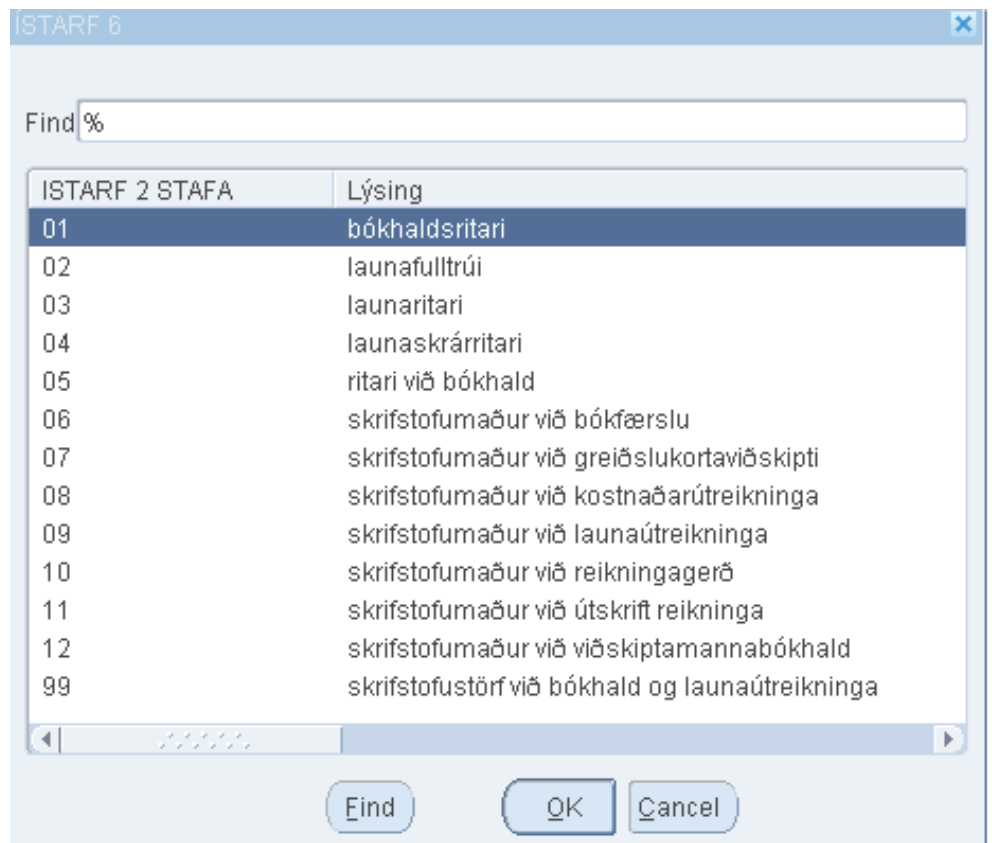 ÍSTARF 6
Find %
ISTARF 2 STAFA Lýsing
01 bókhaldsritari
02 launafulltrúi
03 launaritari
04 launaskrárritari
05 ritari við bókhald
06 skrifstofumaður við bókfærslu
07 skrifstofumaður við greiðslukortaviðskipti
08 skrifstofumaður við kostnaðarútreikninga
09 skrifstofumaður við launaútreikninga
10 skrifstofumaður við reikningagerð
11 skrifstofumaður við útskrift reikninga
12 skrifstofumaður við viðskiptamannabókhald
99 skrifstofustörf við bókhald og launaútreikninga
Find OK Cancel